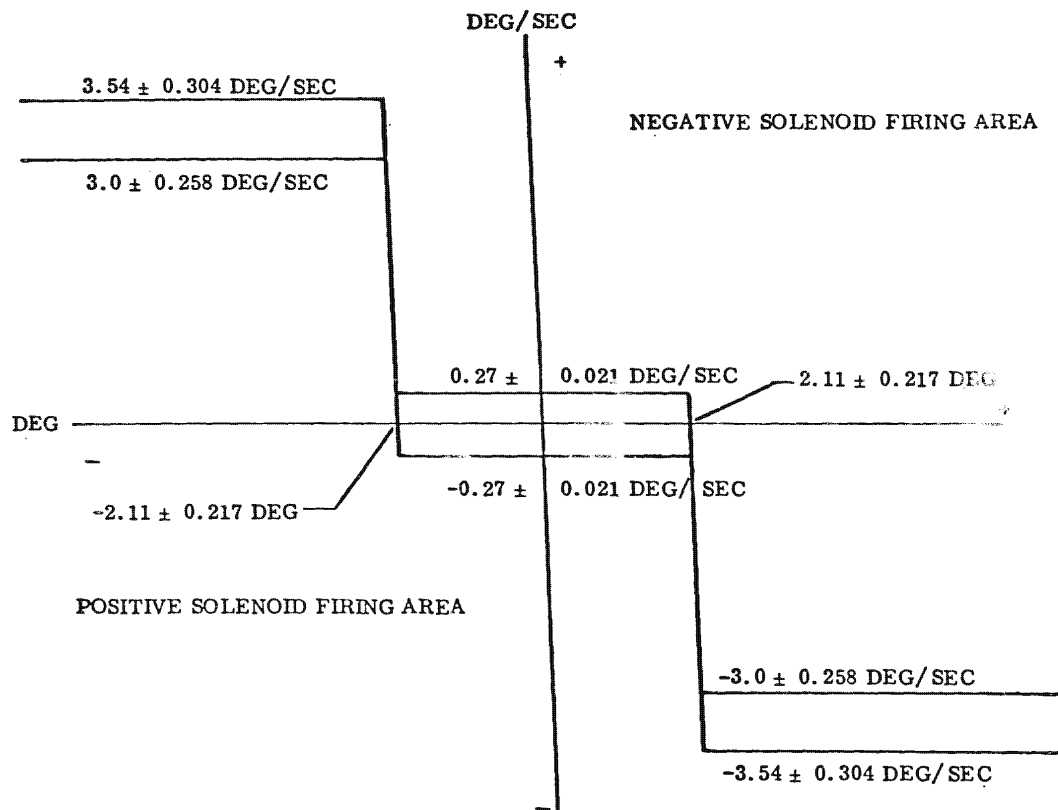 DEG/SEC
+
3.54 ± 0.304 DEG/SEC
NEGATIVE SOLENOID FIRING AREA
3.0 ± 0.258 DEG/SEC
0.27 ± 0.021 DEG/SEC
2.11 ± 0.217 DEG
DEG
−
-0.27 ± 0.021 DEG/SEC
-2.11 ± 0.217 DEG
POSITIVE SOLENOID FIRING AREA
-3.0 ± 0.258 DEG/SEC
-3.54 ± 0.304 DEG/SEC
−